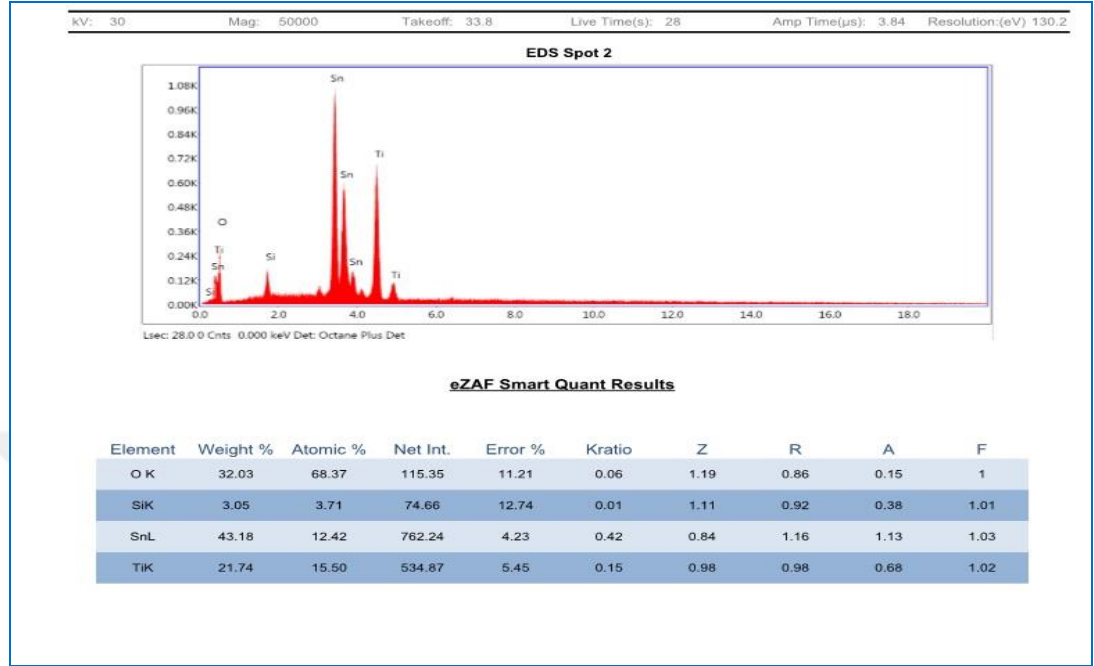 kV: 30 Mag: 50000 Takeoff: 33.8 Live Time(s): 28 Amp Time(µs): 3.84 Resolution:(eV) 130.2
EDS Spot 2
1.08K
0.96K
0.84K
0.72K
0.60K
0.48K
0.36K
0.24K
0.12K
0.00K
Sn
Ti
Sn
O
Ti
Si
Sn
Sn
Ti
Si
0.0 2.0 4.0 6.0 8.0 10.0 12.0 14.0 16.0 18.0
Lsec: 28.0 0 Cnts 0.000 keV Det: Octane Plus Det
eZAF Smart Quant Results
Element Weight % Atomic % Net Int. Error % Kratio Z R A F
O K 32.03 68.37 115.35 11.21 0.06 1.19 0.86 0.15 1
SiK 3.05 3.71 74.66 12.74 0.01 1.11 0.92 0.38 1.01
SnL 43.18 12.42 762.24 4.23 0.42 0.84 1.16 1.13 1.03
TiK 21.74 15.50 534.87 5.45 0.15 0.98 0.98 0.68 1.02